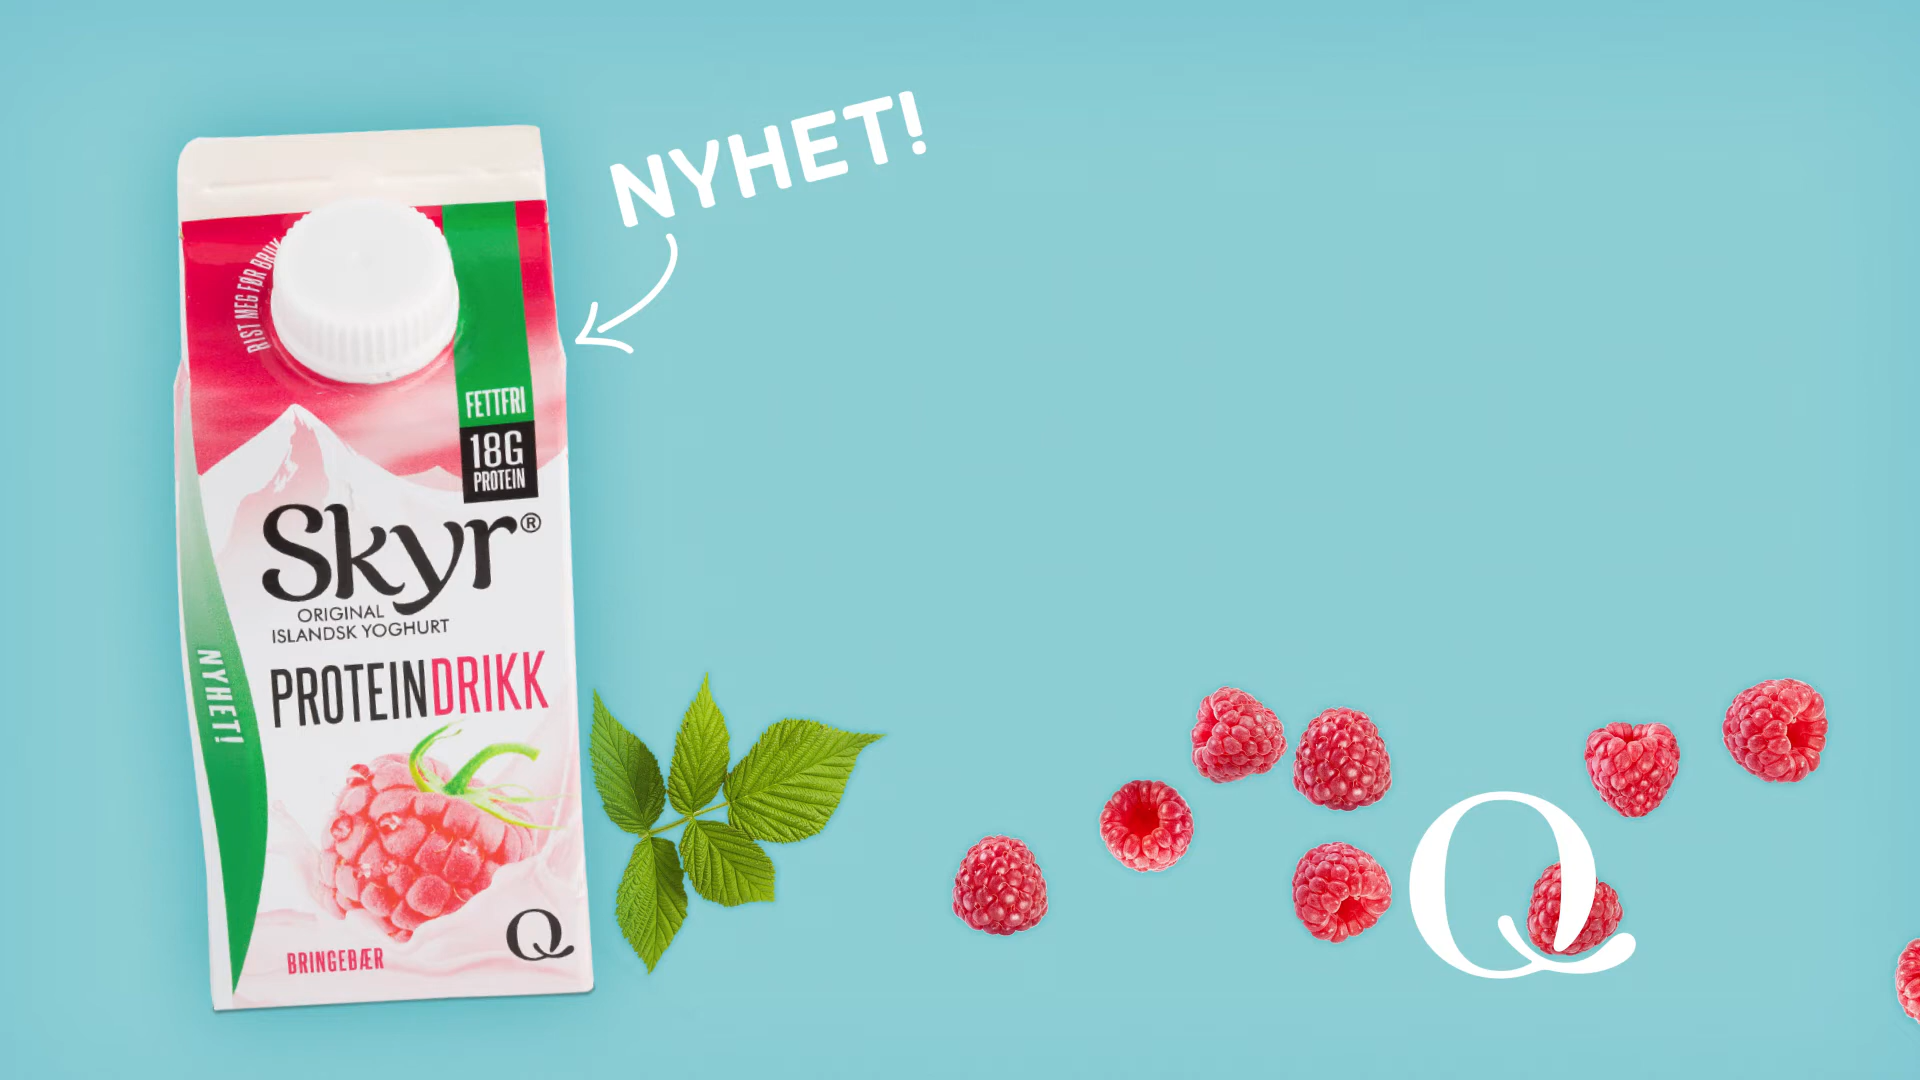 NYHET!
RIST MEG FØR BRUK
FETTFRI
18G
PROTEIN
Skyr®
ORIGINAL
ISLANDSK YOGHURT
PROTEINDRIKK
NYHET!
BRINGEBÆR
Q
Q